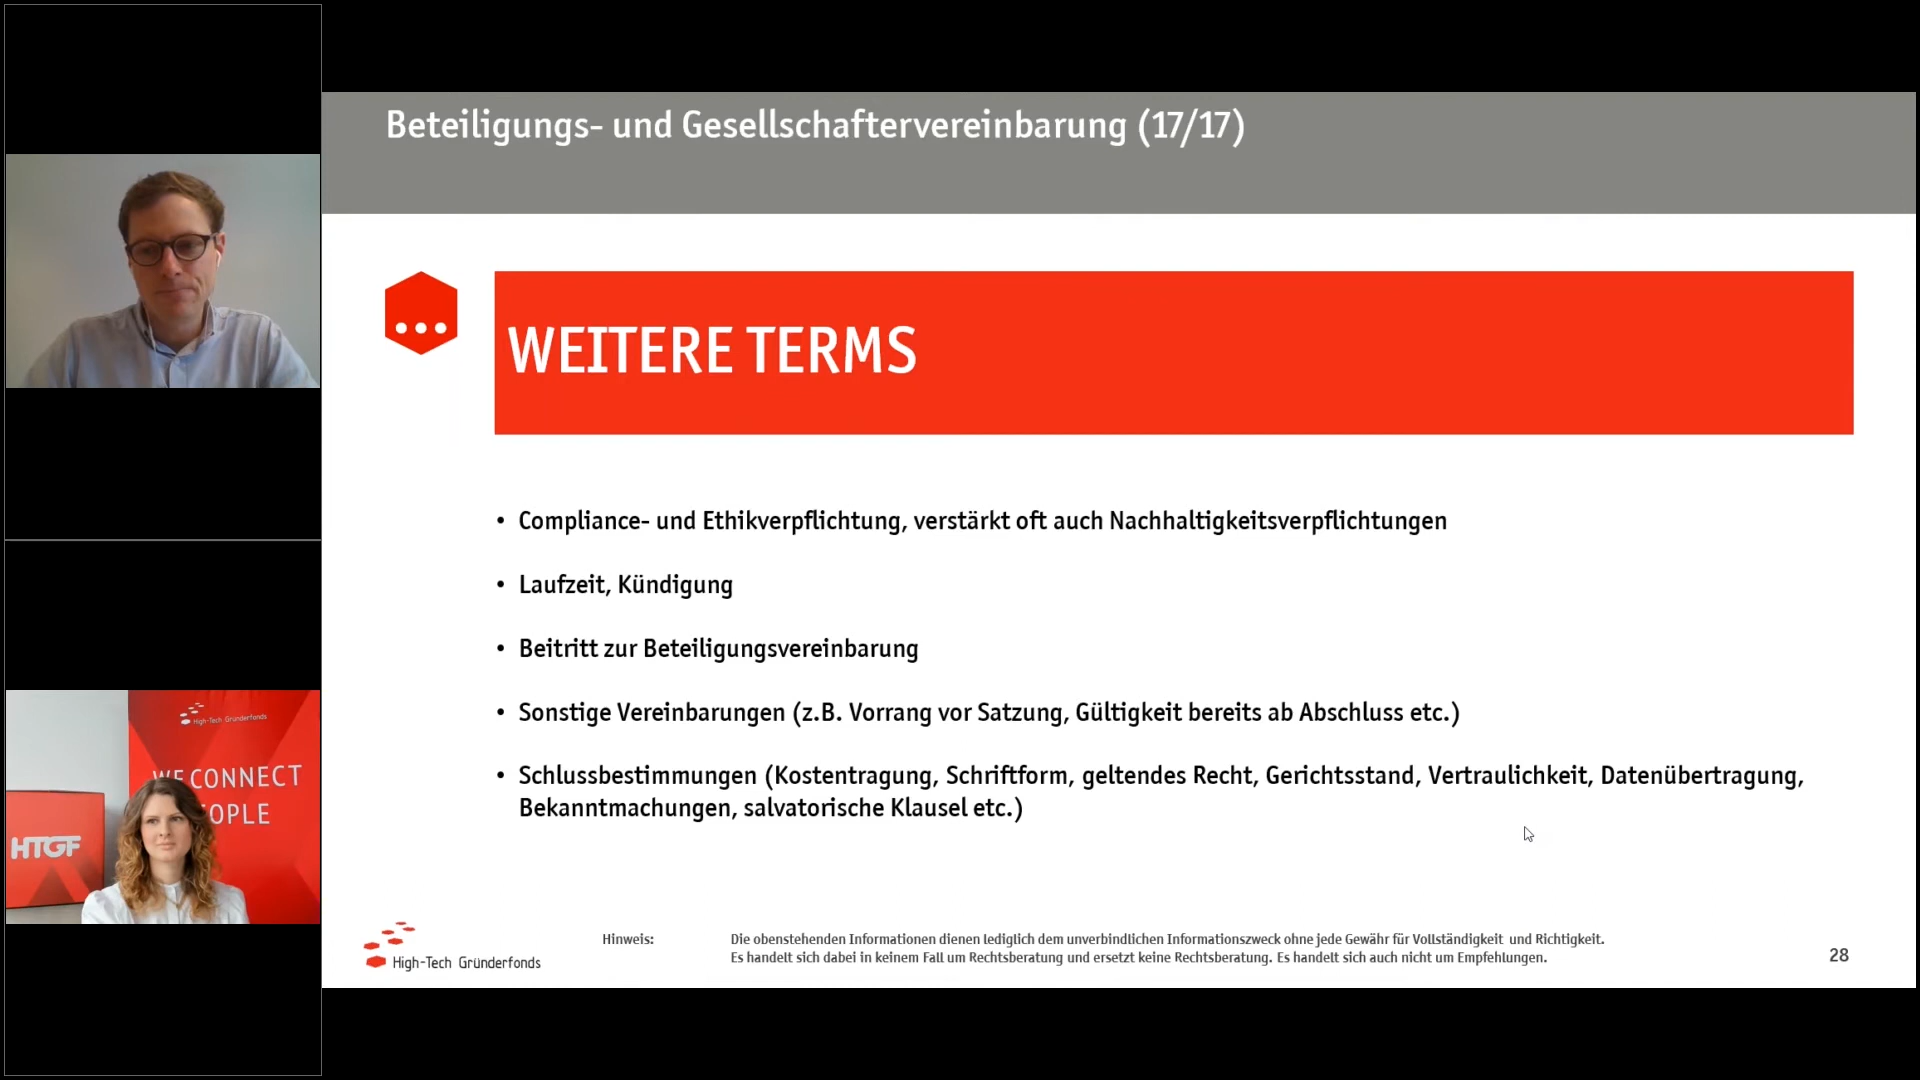 Beteiligungs- und Gesellschaftervereinbarung (17/17)
WEITERE TERMS
• Compliance- und Ethikverpflichtung, verstärkt oft auch Nachhaltigkeitsverpflichtungen
• Laufzeit, Kündigung
• Beitritt zur Beteiligungsvereinbarung
• Sonstige Vereinbarungen (z.B. Vorrang vor Satzung, Gültigkeit bereits ab Abschluss etc.)
• Schlussbestimmungen (Kostentragung, Schriftform, geltendes Recht, Gerichtsstand, Vertraulichkeit, Datenübertragung,
Bekanntmachungen, salvatorische Klausel etc.)
High-Tech Gründerfonds
Hinweis:
Die obenstehenden Informationen dienen lediglich dem unverbindlichen Informationszweck ohne jede Gewähr für Vollständigkeit und Richtigkeit.
Es handelt sich dabei in keinem Fall um Rechtsberatung und ersetzt keine Rechtsberatung. Es handelt sich auch nicht um Empfehlungen.
28
High-Tech Gründerfonds
WE CONNECT
OPLE
HTGF